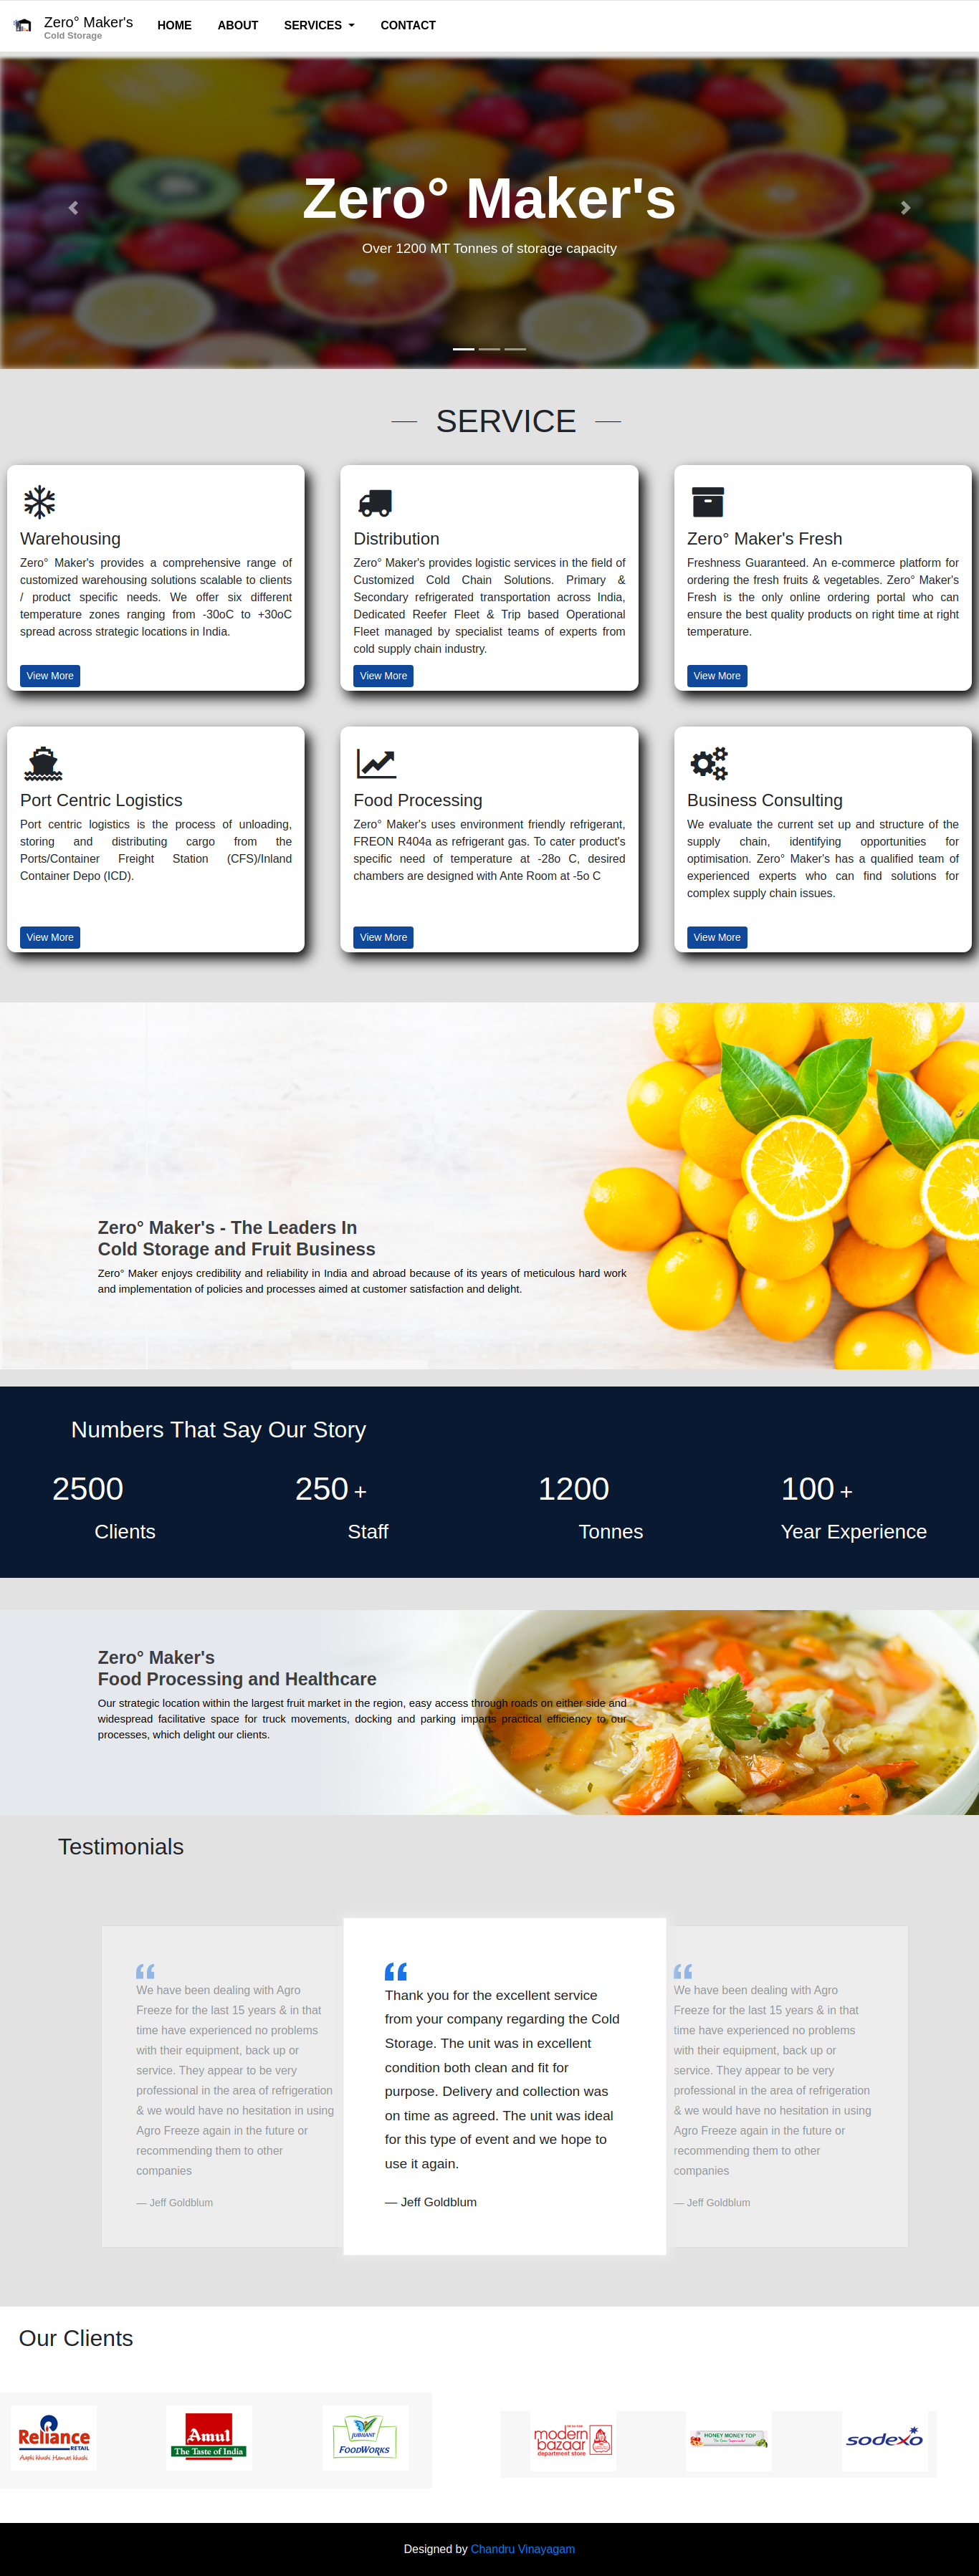 Zero° Maker's
Cold Storage
HOME
ABOUT
SERVICES
CONTACT
Zero° Maker's
Over 1200 MT Tonnes of storage capacity
SERVICE
Warehousing
Zero° Maker's provides a comprehensive range of
customized warehousing solutions scalable to clients
/ product specific needs. We offer six different
temperature zones ranging from -30oC to +30oC
spread across strategic locations in India.
View More
Distribution
Zero° Maker's provides logistic services in the field of
Customized Cold Chain Solutions. Primary &
Secondary refrigerated transportation across India,
Dedicated Reefer Fleet & Trip based Operational
Fleet managed by specialist teams of experts from
cold supply chain industry.
View More
Zero° Maker's Fresh
Freshness Guaranteed. An e-commerce platform for
ordering the fresh fruits & vegetables. Zero° Maker's
Fresh is the only online ordering portal who can
ensure the best quality products on right time at right
temperature.
View More
Port Centric Logistics
Port centric logistics is the process of unloading,
storing and distributing cargo from the
Ports/Container Freight Station (CFS)/Inland
Container Depo (ICD).
View More
Food Processing
Zero° Maker's uses environment friendly refrigerant,
FREON R404a as refrigerant gas. To cater product's
specific need of temperature at -28o C, desired
chambers are designed with Ante Room at -5o C
View More
Business Consulting
We evaluate the current set up and structure of the
supply chain, identifying opportunities for
optimisation. Zero° Maker's has a qualified team of
experienced experts who can find solutions for
complex supply chain issues.
View More
Zero° Maker's - The Leaders In
Cold Storage and Fruit Business
Zero° Maker enjoys credibility and reliability in India and abroad because of its years of meticulous hard work
and implementation of policies and processes aimed at customer satisfaction and delight.
Numbers That Say Our Story
2500
Clients
250 +
Staff
1200
Tonnes
100 +
Year Experience
Zero° Maker's
Food Processing and Healthcare
Our strategic location within the largest fruit market in the region, easy access through roads on either side and
widespread facilitative space for truck movements, docking and parking imparts practical efficiency to our
processes, which delight our clients.
Testimonials
We have been dealing with Agro
Freeze for the last 15 years & in that
time have experienced no problems
with their equipment, back up or
service. They appear to be very
professional in the area of refrigeration
& we would have no hesitation in using
Agro Freeze again in the future or
recommending them to other
companies
— Jeff Goldblum
Thank you for the excellent service
from your company regarding the Cold
Storage. The unit was in excellent
condition both clean and fit for
purpose. Delivery and collection was
on time as agreed. The unit was ideal
for this type of event and we hope to
use it again.
— Jeff Goldblum
We have been dealing with Agro
Freeze for the last 15 years & in that
time have experienced no problems
with their equipment, back up or
service. They appear to be very
professional in the area of refrigeration
& we would have no hesitation in using
Agro Freeze again in the future or
recommending them to other
companies
— Jeff Goldblum
Our Clients
Reliance
RETAIL
Aapki khushi Hamari khushi
Amul
The Taste of India
JUBILANT
FOODWORKS
modern
bazaar
department store
HONEY MONEY TOP
sodexo
Designed by Chandru Vinayagam